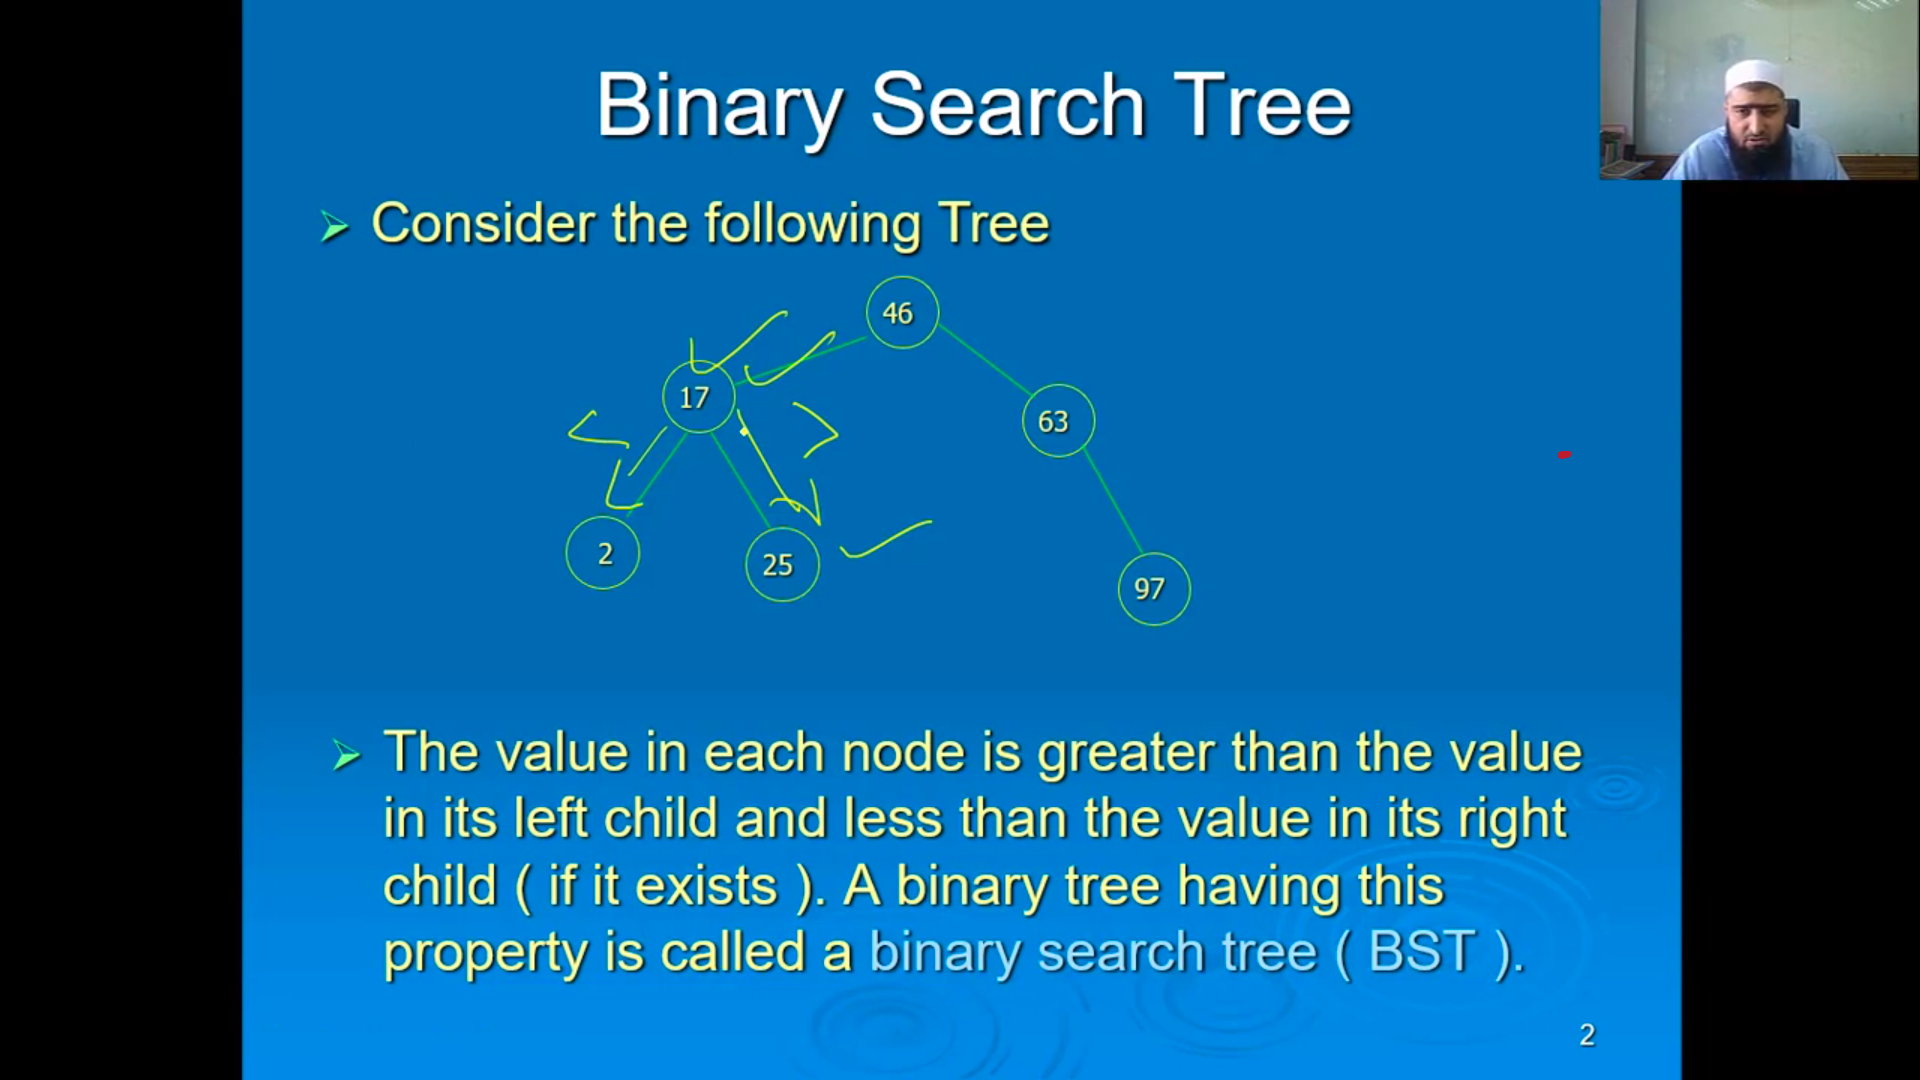 Binary Search Tree
➢ Consider the following Tree
46
17
63
2
25
97
➢ The value in each node is greater than the value
in its left child and less than the value in its right
child ( if it exists ). A binary tree having this
property is called a binary search tree ( BST ).
2